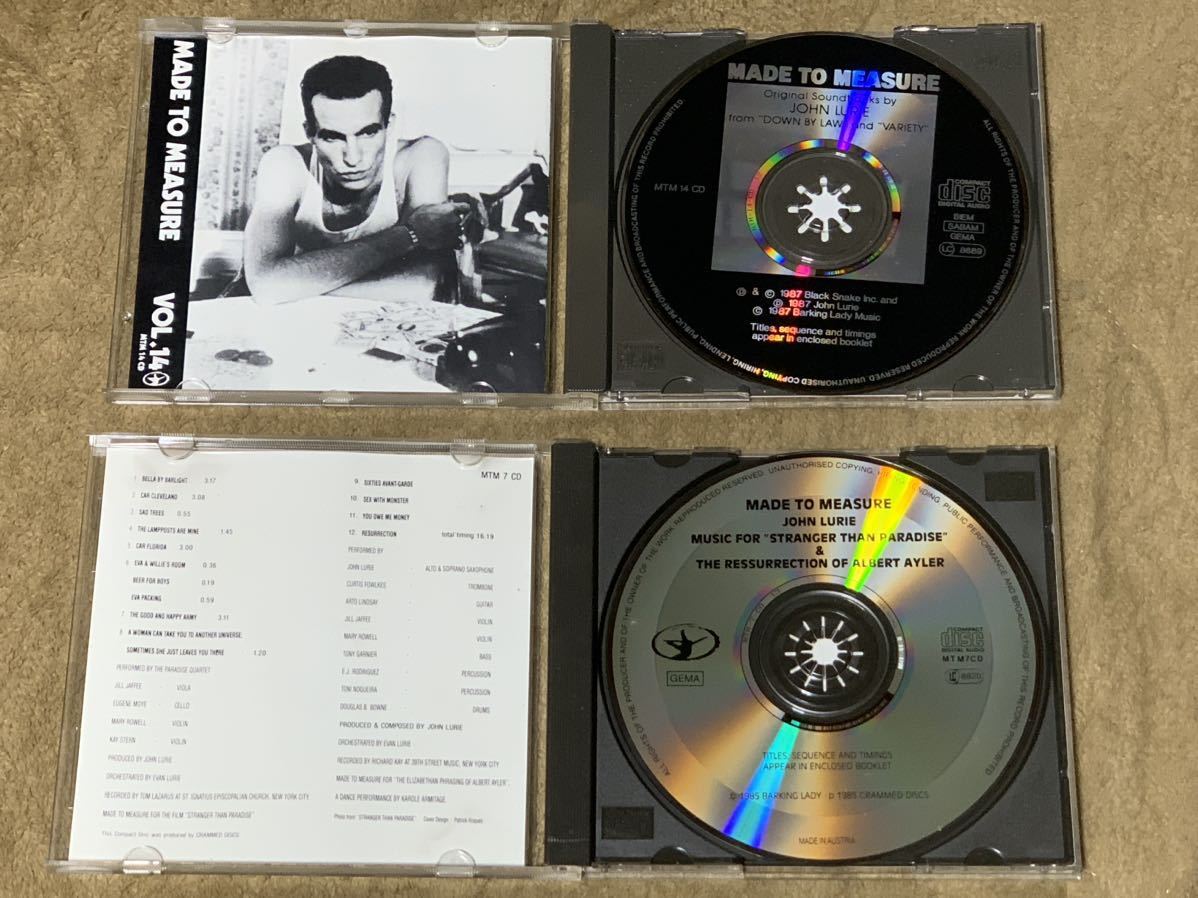 MADE TO MEASURE VOL.14
MTM 14 CD
MADE TO MEASURE
Original Soundtracks by
JOHN LURIE
from "DOWN BY LAW" and "VARIETY"
MTM 14 CD
COMPACT
disc
DIGITAL AUDIO
BIEM
SABAM
GEMA
LC 8689
℗ & © 1987 Black Snake Inc. and
℗ 1987 John Lurie
© 1987 Barking Lady Music
Titles, sequence and timings
appear in enclosed booklet
ALL RIGHTS OF THE PRODUCER AND OF THE OWNER OF THE WORK REPRODUCED RESERVED. UNAUTHORISED COPYING, HIRING, LENDING, PUBLIC PERFORMANCE AND BROADCASTING OF THIS RECORD PROHIBITED.
MTM 7 CD
1. BELLA BY BARLIGHT 3.17
2. CAR CLEVELAND 3.08
3. SAD TREES 0.55
4. THE LAMPPOSTS ARE MINE 1.45
5. CAR FLORIDA 3.00
6. EVA & WILLIE'S ROOM 0.36
BEER FOR BOYS 0.19
EVA PACKING 0.59
7. THE GOOD AND HAPPY ARMY 3.11
8. A WOMAN CAN TAKE YOU TO ANOTHER UNIVERSE.
SOMETIMES SHE JUST LEAVES YOU THERE 1.20
PERFORMED BY THE PARADISE QUARTET
JILL JAFFEE - VIOLA
EUGENE MOYE - CELLO
MARY ROWELL - VIOLIN
KAY STERN - VIOLIN
PRODUCED BY JOHN LURIE
ORCHESTRATED BY EVAN LURIE
RECORDED BY TOM LAZARUS AT ST. IGNATIUS EPISCOPALIAN CHURCH, NEW YORK CITY
MADE TO MEASURE FOR THE FILM "STRANGER THAN PARADISE"
This Compact Disc was produced by CRAMMED DISCS
9. SIXTIES AVANT-GARDE
10. SEX WITH MONSTER
11. YOU OWE ME MONEY
12. RESURRECTION total timing 16.19
PERFORMED BY
JOHN LURIE - ALTO & SOPRANO SAXOPHONE
CURTIS FOWLKES - TROMBONE
ARTO LINDSAY - GUITAR
JILL JAFFEE - VIOLIN
MARY ROWELL - VIOLIN
TONY GARNIER - BASS
E.J. RODRIGUEZ - PERCUSSION
TONI NOGUEIRA - PERCUSSION
DOUGLAS B. BOWNE - DRUMS
PRODUCED & COMPOSED BY JOHN LURIE
ORCHESTRATED BY EVAN LURIE
RECORDED BY RICHARD KAY AT 39TH STREET MUSIC, NEW YORK CITY
MADE TO MEASURE FOR "THE ELIZABETHAN PHRASING OF ALBERT AYLER",
A DANCE PERFORMANCE BY KAROLE ARMITAGE.
Photo from "STRANGER THAN PARADISE" Cover Design - Patrick Roques
MADE TO MEASURE
JOHN LURIE
MUSIC FOR "STRANGER THAN PARADISE"
&
THE RESSURRECTION OF ALBERT AYLER
COMPACT
disc
DIGITAL AUDIO
MTM7CD
LC 8820
GEMA
TITLES, SEQUENCE AND TIMINGS
APPEAR IN ENCLOSED BOOKLET
© 1985 BARKING LADY ℗ 1985 CRAMMED DISCS
MADE IN AUSTRIA
ALL RIGHTS OF THE PRODUCER AND OF THE OWNER OF THE WORK REPRODUCED RESERVED. UNAUTHORISED COPYING, HIRING, LENDING, PUBLIC PERFORMANCE AND BROADCASTING OF THIS RECORD PROHIBITED